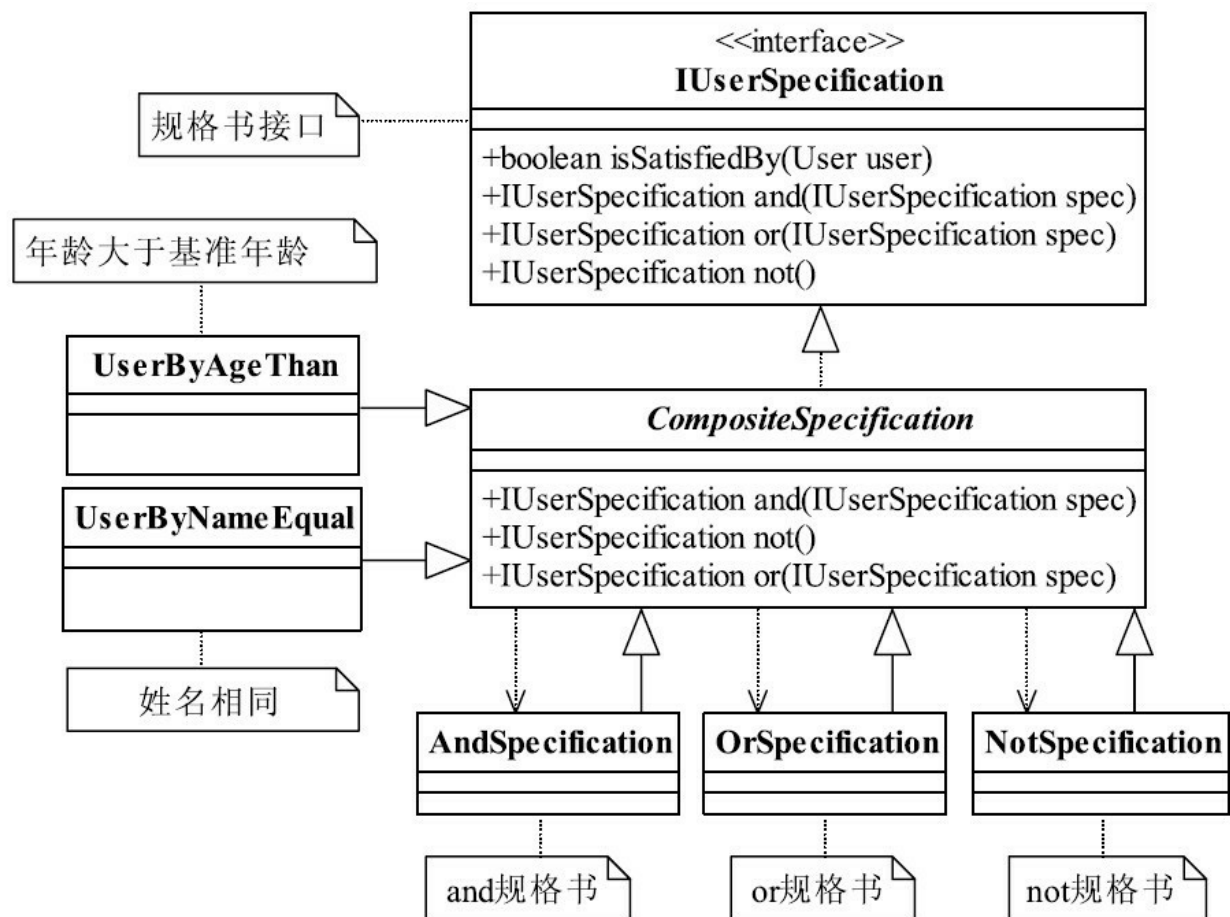 <<interface>>
IUserSpecification
规格书接口
+boolean isSatisfiedBy(User user)
+IUserSpecification and(IUserSpecification spec)
+IUserSpecification or(IUserSpecification spec)
+IUserSpecification not()
年龄大于基准年龄
UserByAgeThan
CompositeSpecification
+IUserSpecification and(IUserSpecification spec)
+IUserSpecification not()
+IUserSpecification or(IUserSpecification spec)
UserByNameEqual
姓名相同
AndSpecification
OrSpecification
NotSpecification
and规格书
or规格书
not规格书